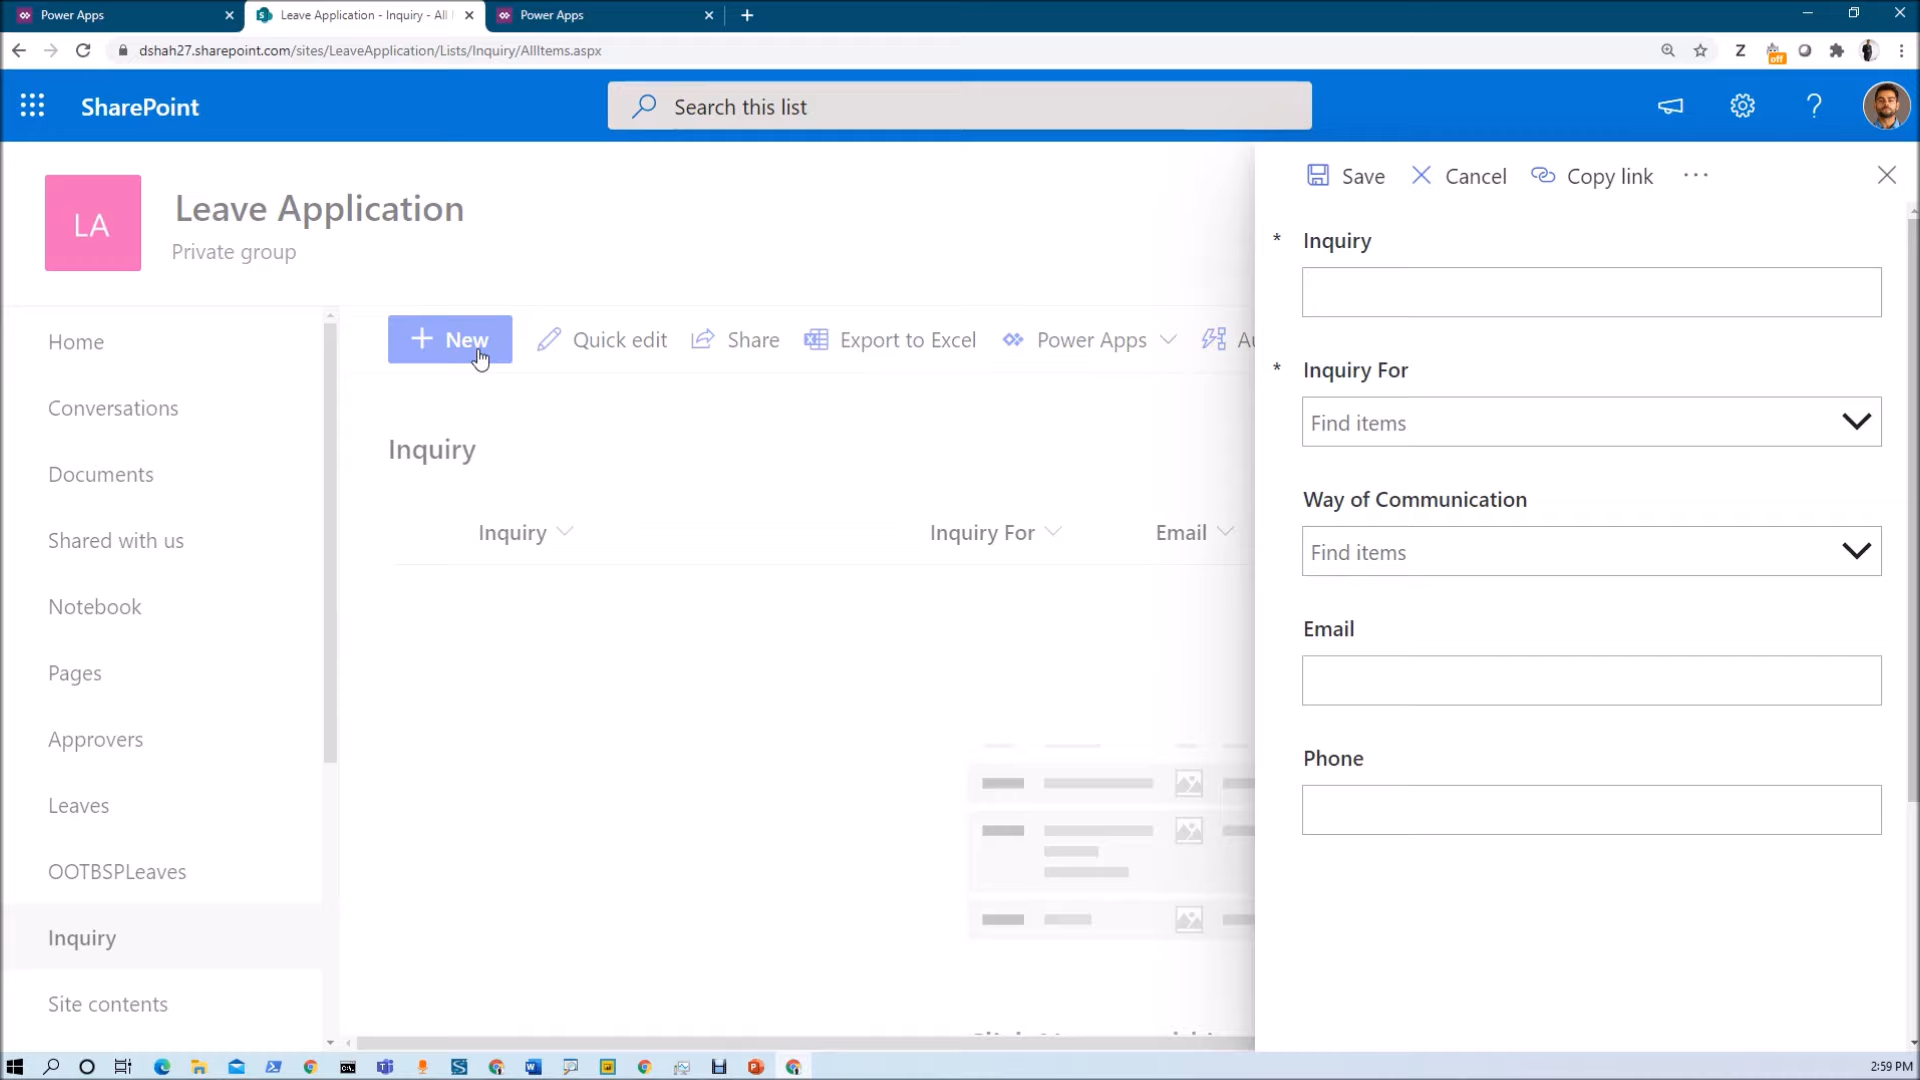 Power Apps
Leave Application - Inquiry - All
Power Apps
dshah27.sharepoint.com/sites/LeaveApplication/Lists/Inquiry/AllItems.aspx
Z
off
SharePoint
Search this list
LA
Leave Application
Private group
Save
Cancel
Copy link
Home
Conversations
Documents
Shared with us
Notebook
Pages
Approvers
Leaves
OOTBSPLeaves
Inquiry
Site contents
New
Quick edit
Share
Export to Excel
Power Apps
Inquiry
Inquiry
Inquiry For
Email
* Inquiry
* Inquiry For
Find items
Way of Communication
Find items
Email
Phone
2:59 PM